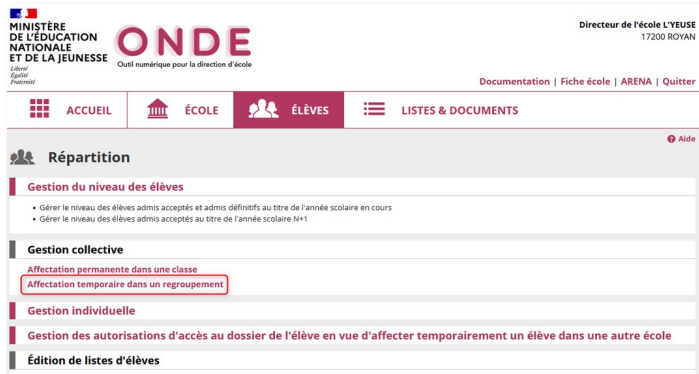 MINISTÈRE
DE L'ÉDUCATION
NATIONALE
ET DE LA JEUNESSE
Liberté
Égalité
Fraternité
ONDE
Outil numérique pour la direction d'école
Directeur de l'école L'YEUSE
17200 ROYAN
Documentation | Fiche école | ARENA | Quitter
ACCUEIL ÉCOLE ÉLÈVES LISTES & DOCUMENTS
Aide
Répartition
Gestion du niveau des élèves
• Gérer le niveau des élèves admis acceptés et admis définitifs au titre de l'année scolaire en cours
• Gérer le niveau des élèves admis acceptés au titre de l'année scolaire N+1
Gestion collective
Affectation permanente dans une classe
Affectation temporaire dans un regroupement
Gestion individuelle
Gestion des autorisations d'accès au dossier de l'élève en vue d'affecter temporairement un élève dans une autre école
Édition de listes d'élèves